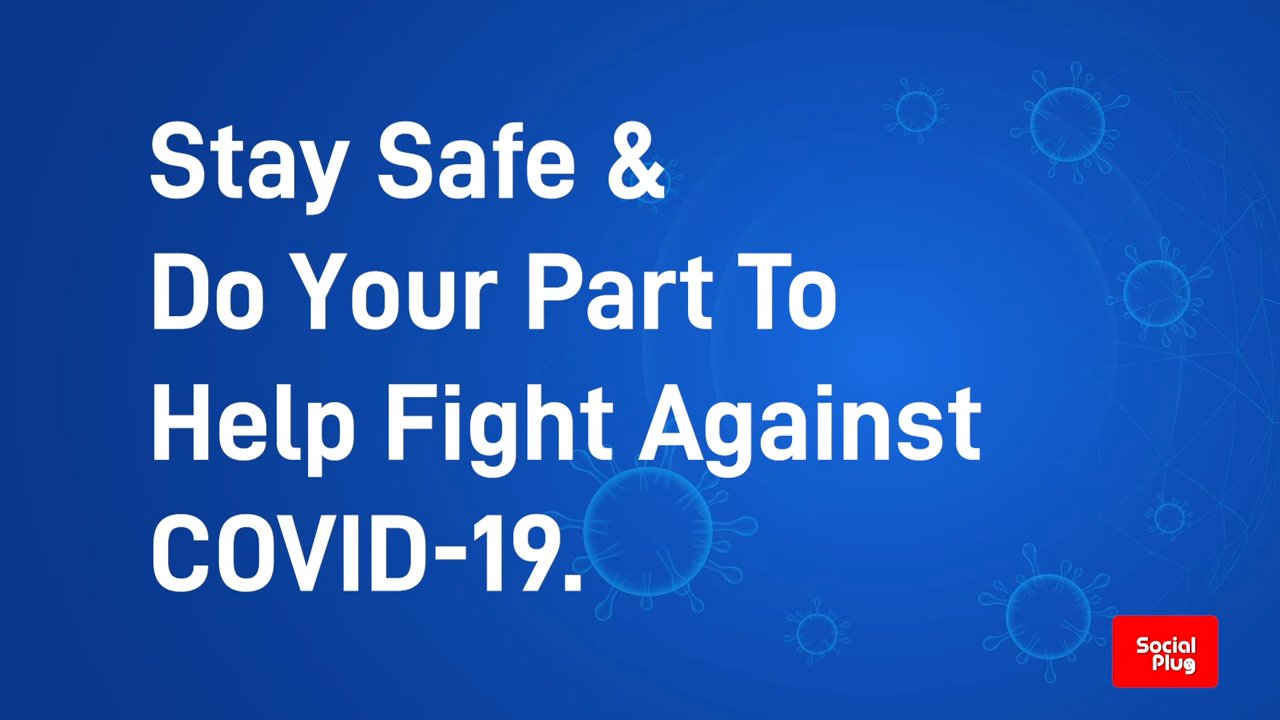 Stay Safe &
Do Your Part To
Help Fight Against
COVID-19.
Social
Plug